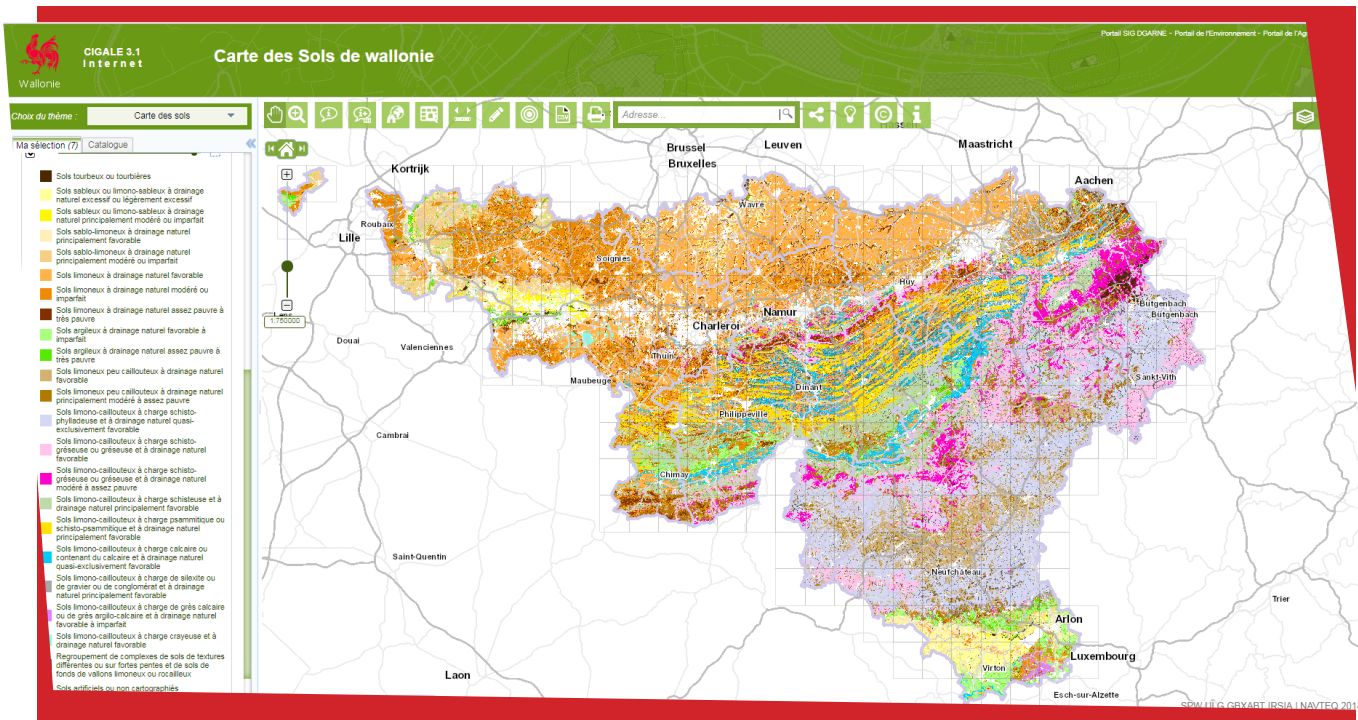 Wallonie
CIGALE 3.1
Internet
Carte des Sols de wallonie
Portail SIG DGARNE - Portail de l'Environnement - Portail de l'Ag
Choix du thème :
Carte des sols
Adresse...
Ma sélection (7)
Catalogue
Sols tourbeux ou tourbières
Sols sableux ou limono-sableux à drainage
naturel excessif ou légèrement excessif
Sols sableux ou limono-sableux à drainage
naturel principalement modéré ou imparfait
Sols sablo-limoneux à drainage naturel
principalement favorable
Sols sablo-limoneux à drainage naturel
principalement modéré ou imparfait
Sols limoneux à drainage naturel favorable
Sols limoneux à drainage naturel modéré ou
imparfait
Sols limoneux à drainage naturel assez pauvre à
très pauvre
Sols argileux à drainage naturel favorable à
imparfait
Sols argileux à drainage naturel assez pauvre à
très pauvre
Sols limoneux peu caillouteux à drainage naturel
favorable
Sols limoneux peu caillouteux à drainage naturel
principalement modéré à assez pauvre
Sols limono-caillouteux à charge schisto-
phylladeuse et à drainage naturel quasi-
exclusivement favorable
Sols limono-caillouteux à charge schisto-
gréseuse ou gréseuse et à drainage naturel
favorable
Sols limono-caillouteux à charge schisto-
gréseuse ou gréseuse et à drainage naturel
modéré à assez pauvre
Sols limono-caillouteux à charge schisteuse et à
drainage naturel principalement favorable
Sols limono-caillouteux à charge psammitique ou
schisto-psammitique et à drainage naturel
principalement favorable
Sols limono-caillouteux à charge calcaire ou
contenant du calcaire et à drainage naturel
quasi-exclusivement favorable
Sols limono-caillouteux à charge de silexite ou
de gravier ou de conglomérat et à drainage
naturel principalement favorable
Sols limono-caillouteux à charge de grès calcaire
ou de grès argilo-calcaire et à drainage naturel
favorable à imparfait
Sols limono-caillouteux à charge crayeuse et à
drainage naturel favorable
Regroupement de complexes de sols de textures
différentes ou sur fortes pentes et de sols de
fonds de vallons limoneux ou rocailleux
Sols artificiels ou non cartographiés
1:750000
Brussel
Bruxelles
Leuven
Hasselt
Maastricht
Aachen
Kortrijk
Roubaix
Lille
Wavre
Soignies
Huy
Namur
Charleroi
Bütgenbach
Bütgenbach
Lens
Douai
Valenciennes
Thuin
Maubeuge
Dinant
Sankt-Vith
Philippeville
Cambrai
Chimay
Saint-Quentin
Neufchâteau
Trier
Arlon
Luxembourg
Virton
Laon
Esch-sur-Alzette
SPW ULG GBXABT IRSIA | NAVTEQ 2014